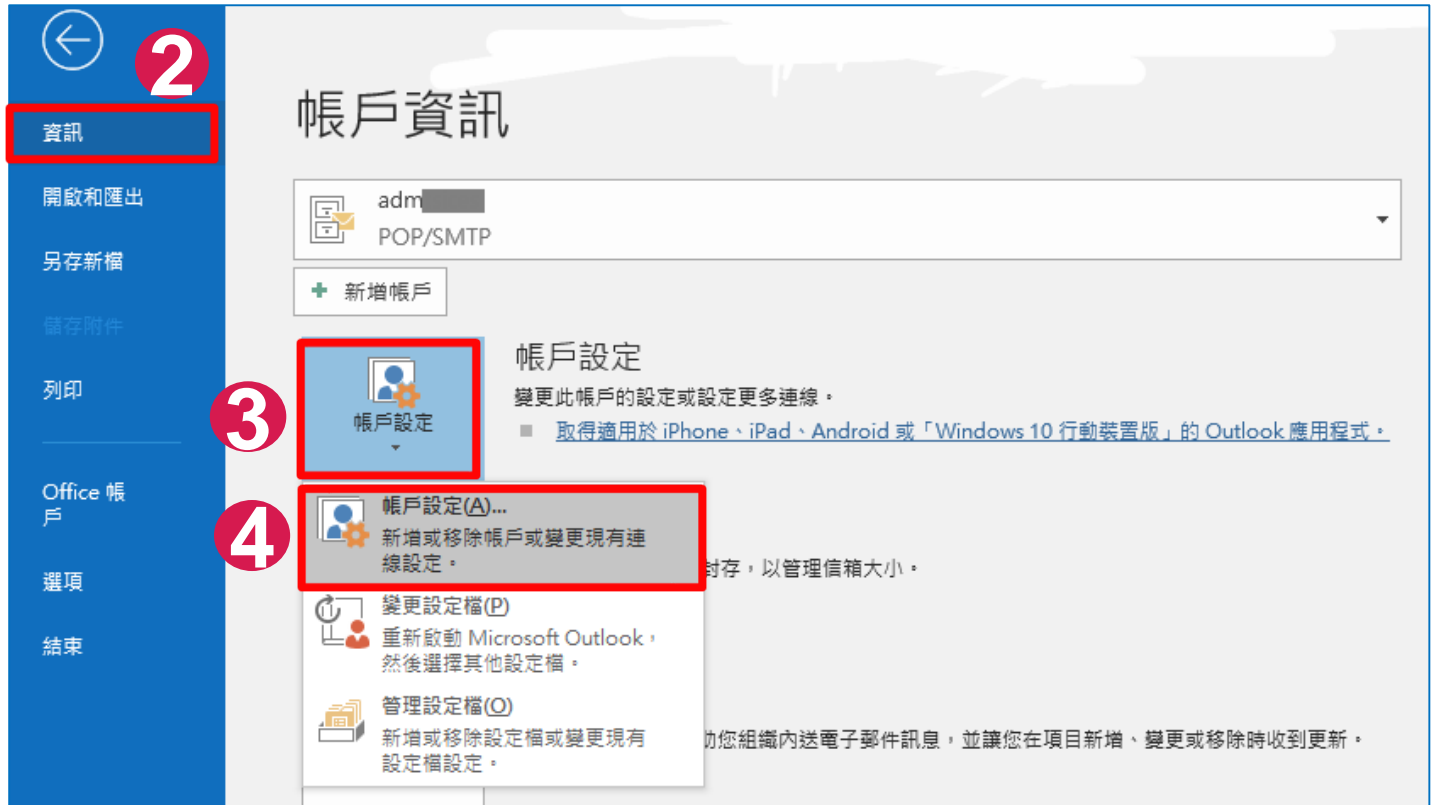 2
資訊
開啟和匯出
另存新檔
儲存附件
列印
Office 帳
戶
選項
結束
帳戶資訊
adm
POP/SMTP
新增帳戶
3
帳戶設定
帳戶設定
變更此帳戶的設定或設定更多連線。
取得適用於 iPhone、iPad、Android 或「Windows 10 行動裝置版」的 Outlook 應用程式。
4
帳戶設定(A)...
新增或移除帳戶或變更現有連
線設定。
封存，以管理信箱大小。
變更設定檔(P)
重新啟動 Microsoft Outlook，
然後選擇其他設定檔。
管理設定檔(O)
新增或移除設定檔或變更現有
設定檔設定。
助您組織內送電子郵件訊息，並讓您在項目新增、變更或移除時收到更新。